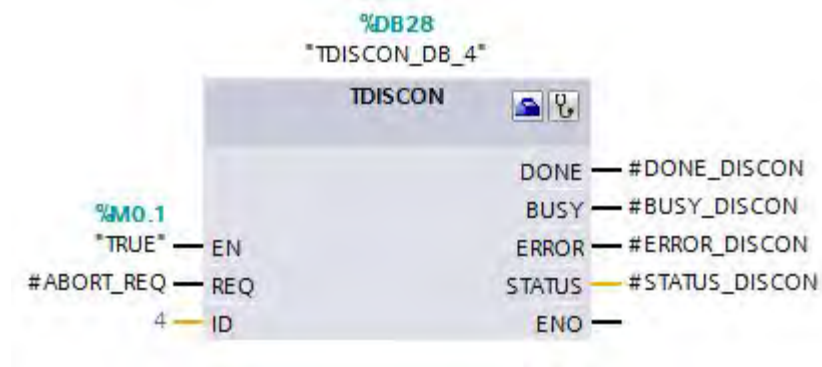 %DB28
"TDISCON_DB_4"
TDISCON
DONE #DONE_DISCON
%M0.1 BUSY #BUSY_DISCON
"TRUE" EN ERROR #ERROR_DISCON
#ABORT_REQ REQ STATUS #STATUS_DISCON
4 ID ENO